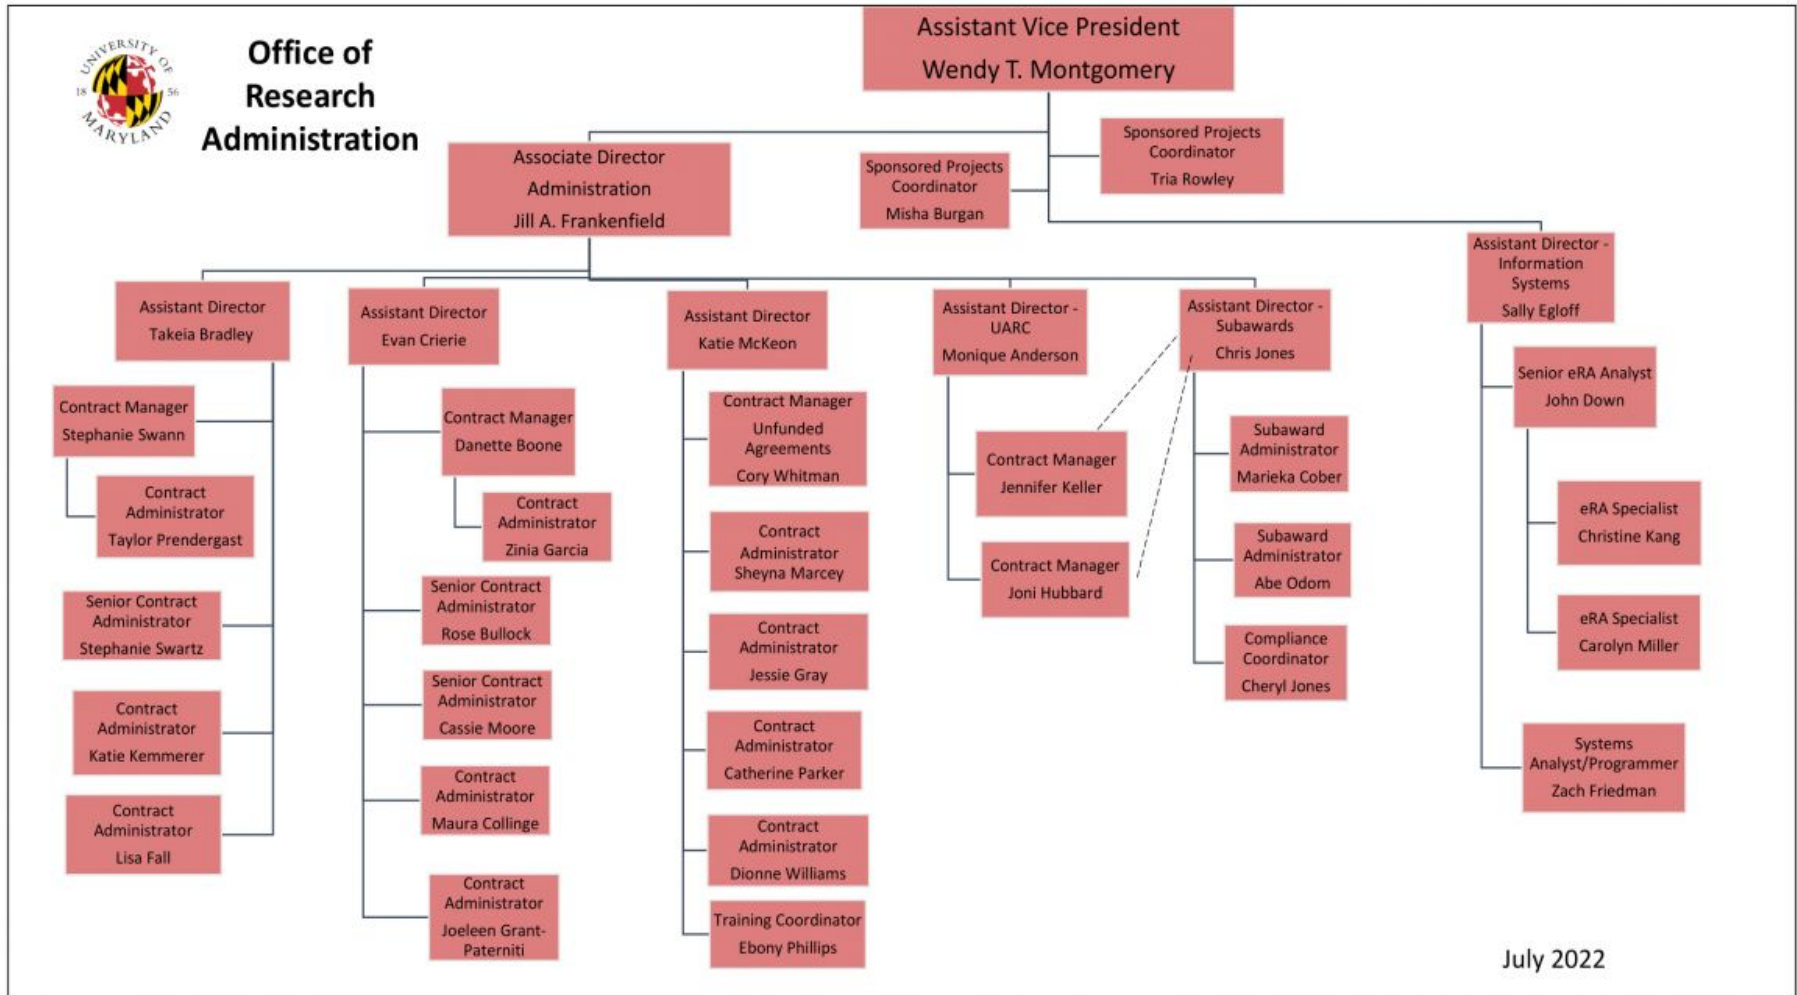 UNIVERSITY OF
18 56
MARYLAND
Office of
Research
Administration
Assistant Vice President
Wendy T. Montgomery
Sponsored Projects
Coordinator
Tria Rowley
Sponsored Projects
Coordinator
Misha Burgan
Associate Director
Administration
Jill A. Frankenfield
Assistant Director
Takeia Bradley
Contract Manager
Stephanie Swann
Contract
Administrator
Taylor Prendergast
Senior Contract
Administrator
Stephanie Swartz
Contract
Administrator
Katie Kemmerer
Contract
Administrator
Lisa Fall
Assistant Director
Evan Crierie
Contract Manager
Danette Boone
Contract
Administrator
Zinia Garcia
Senior Contract
Administrator
Rose Bullock
Senior Contract
Administrator
Cassie Moore
Contract
Administrator
Maura Collinge
Contract
Administrator
Joeleen Grant-
Paterniti
Assistant Director
Katie McKeon
Contract Manager
Unfunded
Agreements
Cory Whitman
Contract
Administrator
Sheyna Marcey
Contract
Administrator
Jessie Gray
Contract
Administrator
Catherine Parker
Contract
Administrator
Dionne Williams
Training Coordinator
Ebony Phillips
Assistant Director -
UARC
Monique Anderson
Contract Manager
Jennifer Keller
Contract Manager
Joni Hubbard
Assistant Director -
Subawards
Chris Jones
Subaward
Administrator
Marieka Cober
Subaward
Administrator
Abe Odom
Compliance
Coordinator
Cheryl Jones
Assistant Director -
Information
Systems
Sally Egloff
Senior eRA Analyst
John Down
eRA Specialist
Christine Kang
eRA Specialist
Carolyn Miller
Systems
Analyst/Programmer
Zach Friedman
July 2022